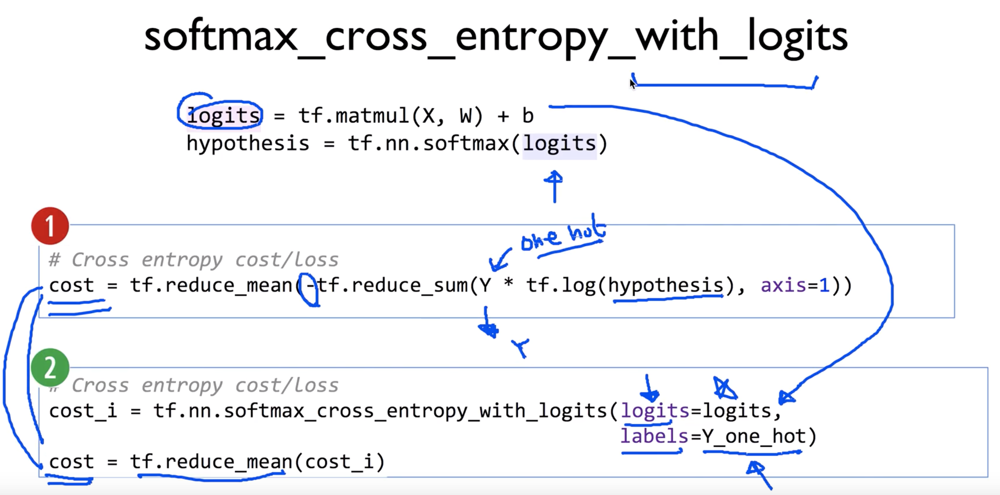 softmax_cross_entropy_with_logits
logits = tf.matmul(X, W) + b
hypothesis = tf.nn.softmax(logits)
1
one hot
# Cross entropy cost/loss
cost = tf.reduce_mean(-tf.reduce_sum(Y * tf.log(hypothesis), axis=1))
Y
2
# Cross entropy cost/loss
cost_i = tf.nn.softmax_cross_entropy_with_logits(logits=logits,
labels=Y_one_hot)
cost = tf.reduce_mean(cost_i)